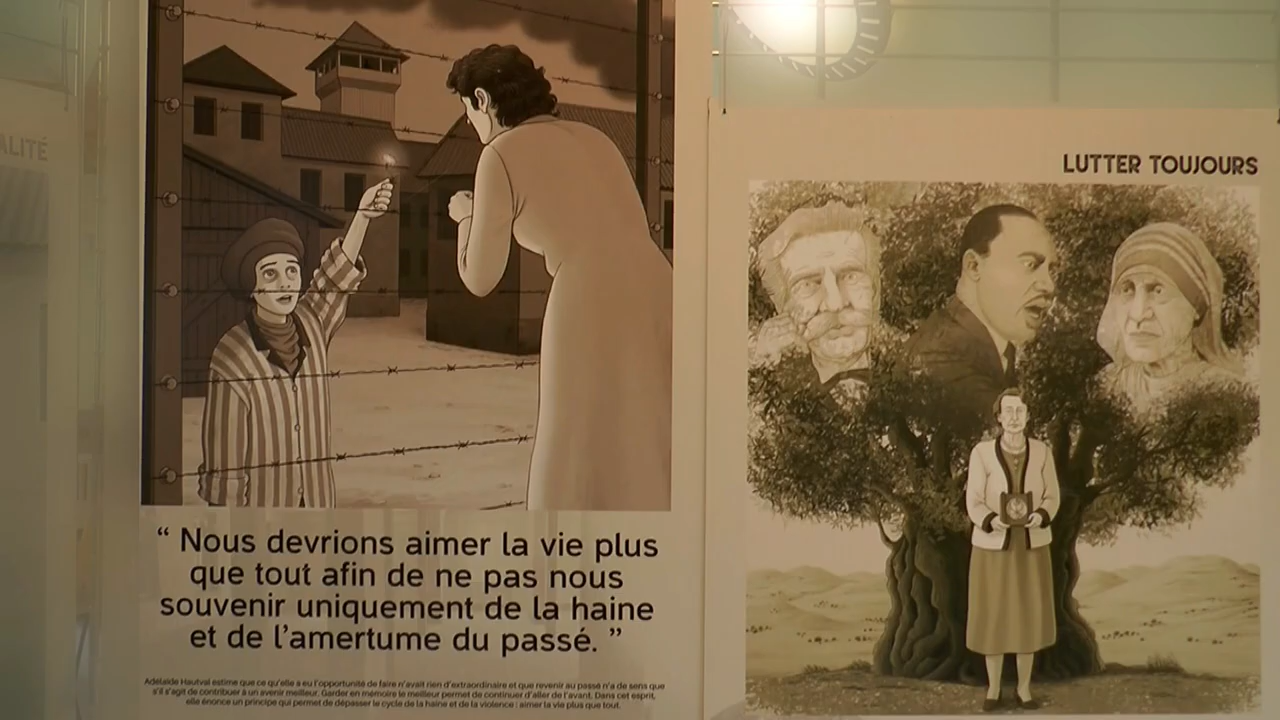 ALITÉ
LUTTER TOUJOURS
“ Nous devrions aimer la vie plus
que tout afin de ne pas nous
souvenir uniquement de la haine
et de l’amertume du passé. ”
Adélaïde Hautval estime que ce qu'elle a eu l'opportunité de faire n'avait rien d'extraordinaire et que revenir au passé n'a de sens que
s'il s'agit de contribuer à un avenir meilleur. Garder en mémoire le meilleur permet de continuer d'aller de l'avant. Dans cet esprit,
elle énonce un principe qui permet de dépasser le cycle de la haine et de la violence : aimer la vie plus que tout.